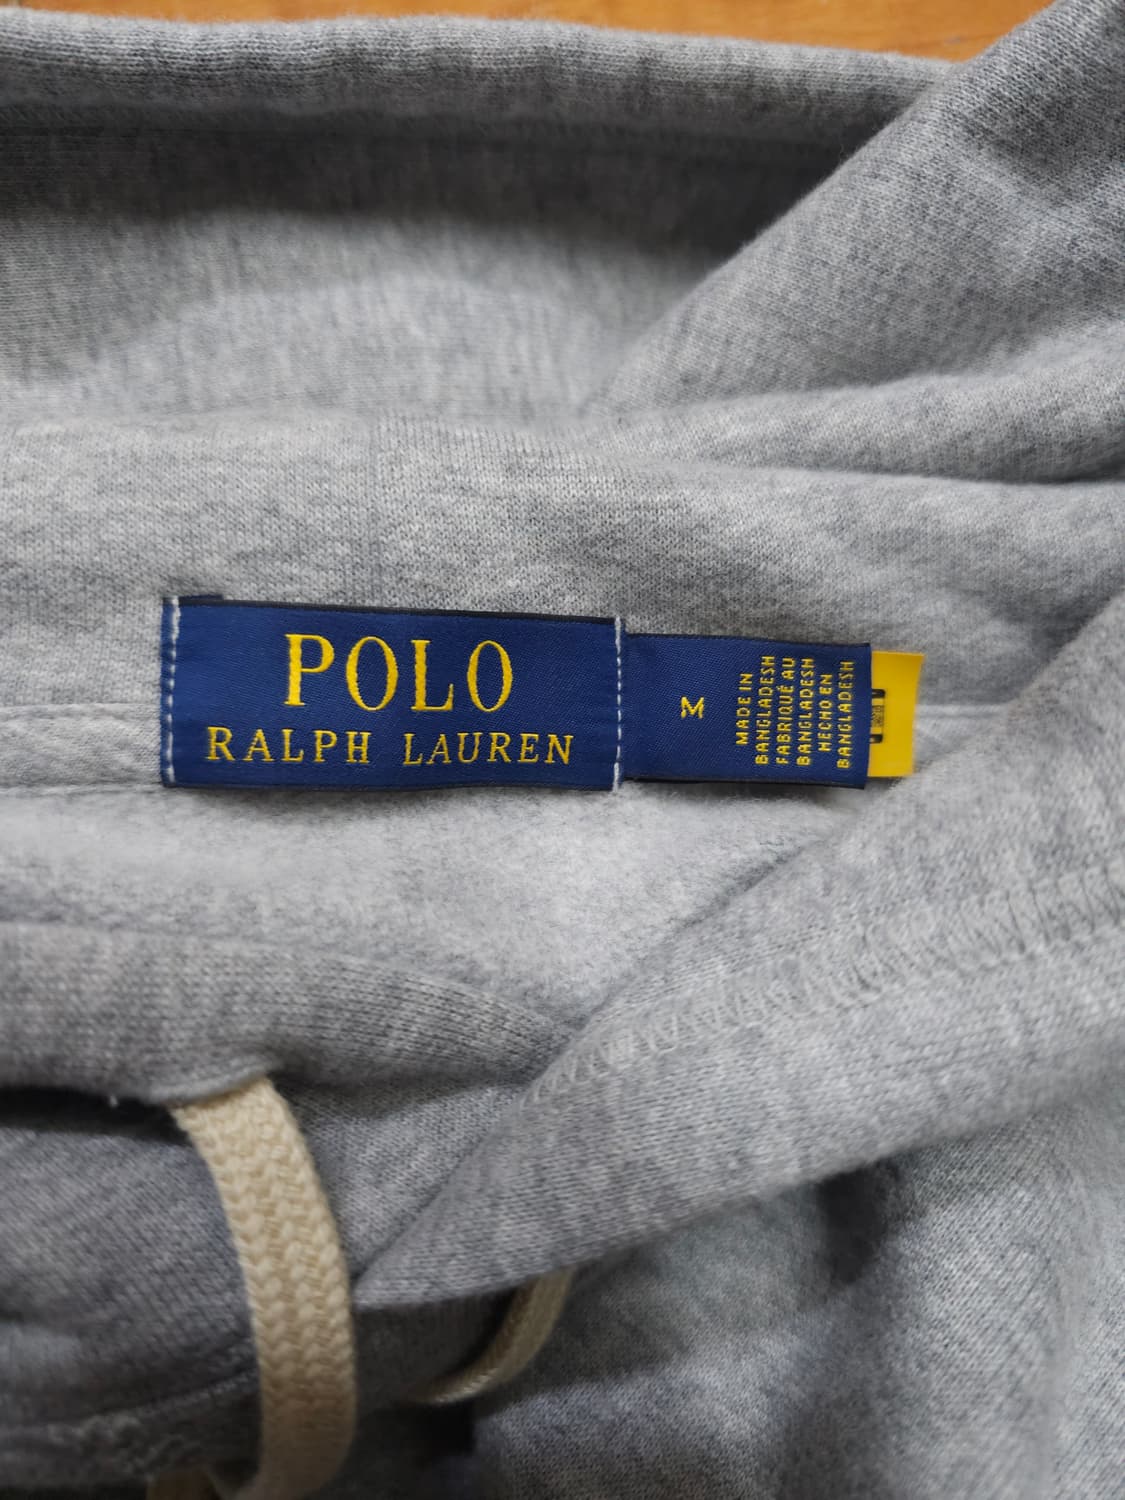 POLO
RALPH LAUREN
M
MADE IN
BANGLADESH
FABRIQUÉ AU
BANGLADESH
HECHO EN
BANGLADESH